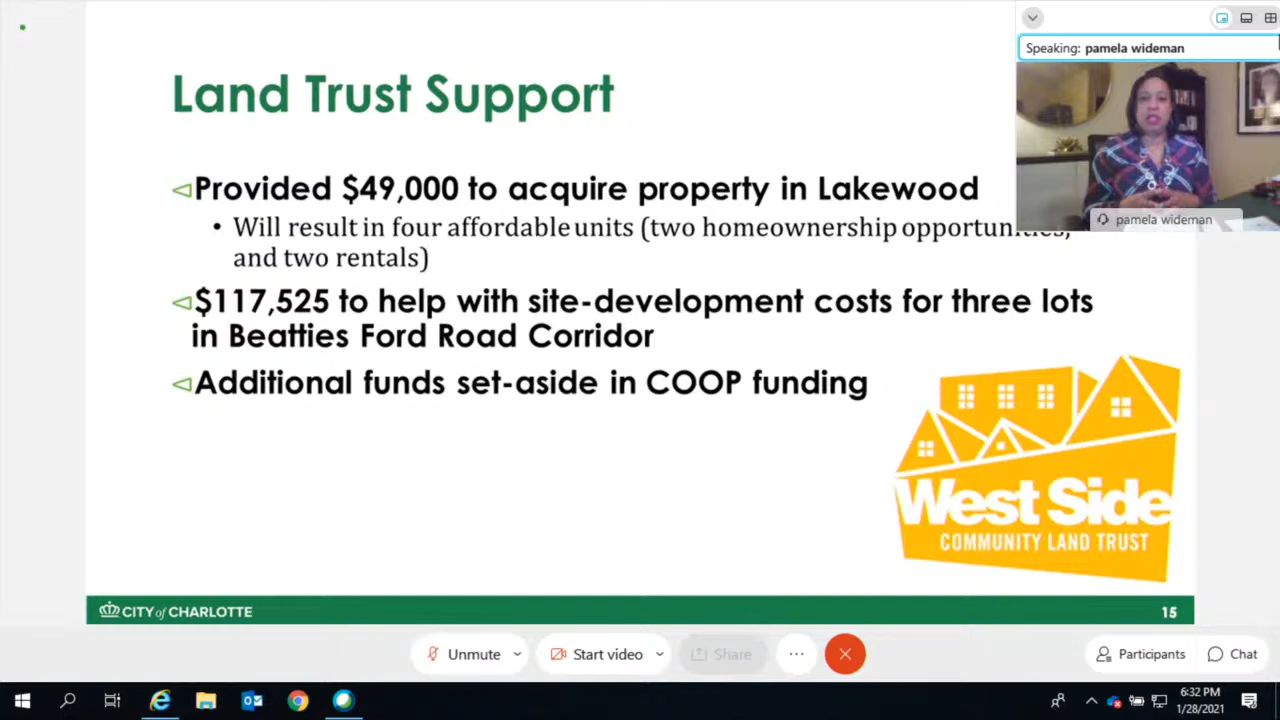 Land Trust Support
Speaking: pamela wideman
pamela wideman
Provided $49,000 to acquire property in Lakewood
• Will result in four affordable units (two homeownership opportunities,
and two rentals)
$117,525 to help with site-development costs for three lots
in Beatties Ford Road Corridor
Additional funds set-aside in COOP funding
West Side
COMMUNITY LAND TRUST
CITY of CHARLOTTE
15
Unmute
Start video
Share
Participants
Chat
6:32 PM
1/28/2021